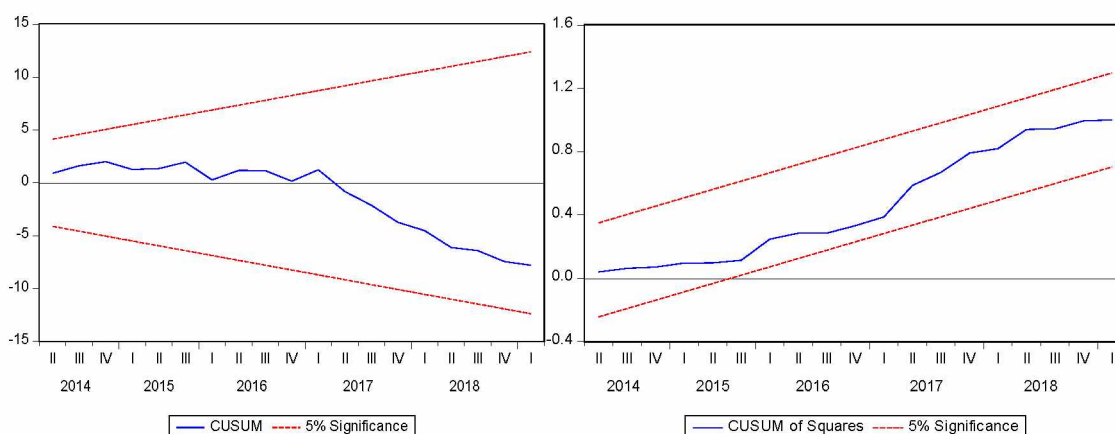 15
10
5
0
-5
-10
-15
II III IV I II III IV I II III IV I II III IV I II III IV I
2014 2015 2016 2017 2018
CUSUM 5% Significance
1.6
1.2
0.8
0.4
0.0
-0.4
II III IV I II III IV I II III IV I II III IV I II III IV I
2014 2015 2016 2017 2018
CUSUM of Squares 5% Significance